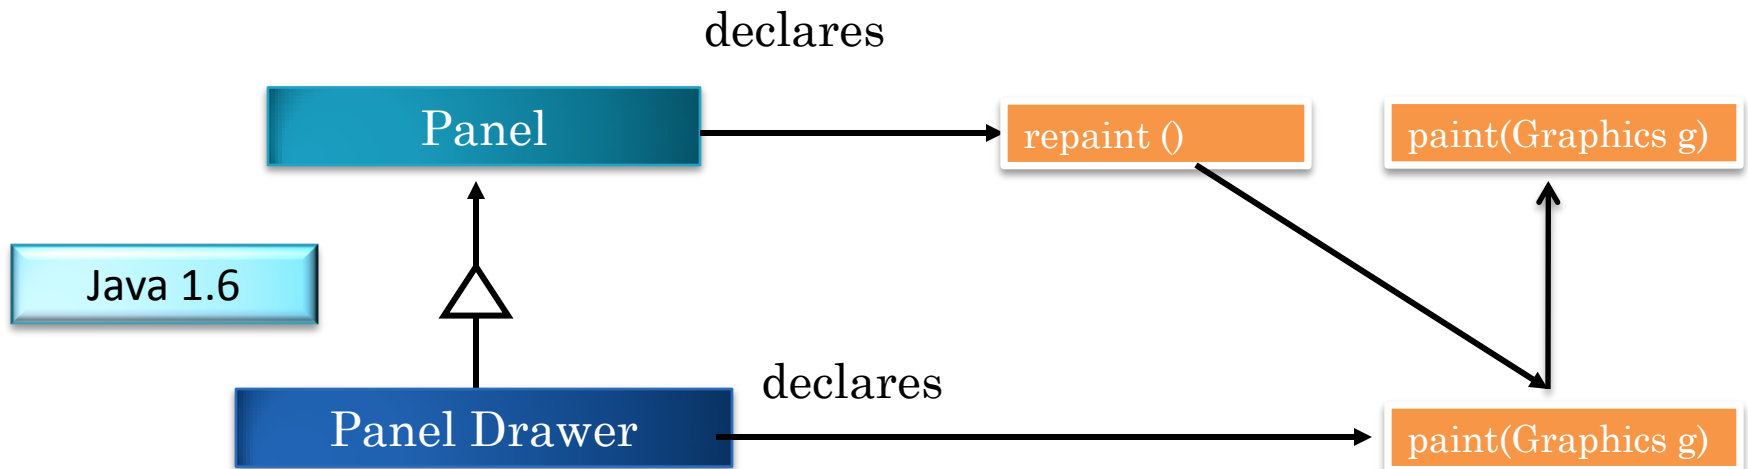 declares
Panel
repaint ()
paint(Graphics g)
Java 1.6
declares
Panel Drawer
paint(Graphics g)